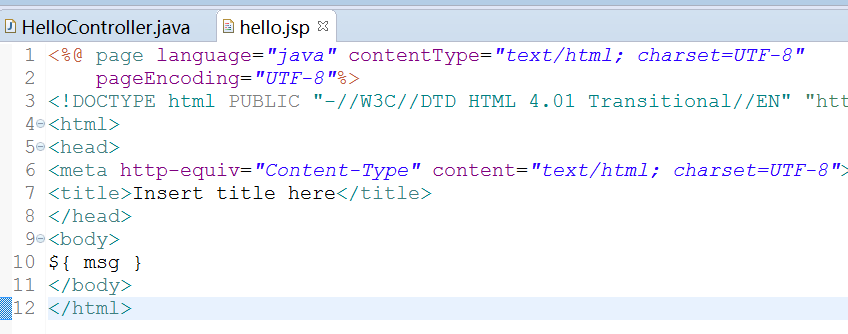 HelloController.java hello.jsp
1 <%@ page language="java" contentType="text/html; charset=UTF-8"
2     pageEncoding="UTF-8"%>
3 <!DOCTYPE html PUBLIC "-//W3C//DTD HTML 4.01 Transitional//EN" "htt
4 <html>
5 <head>
6 <meta http-equiv="Content-Type" content="text/html; charset=UTF-8">
7 <title>Insert title here</title>
8 </head>
9 <body>
10 ${ msg }
11 </body>
12 </html>